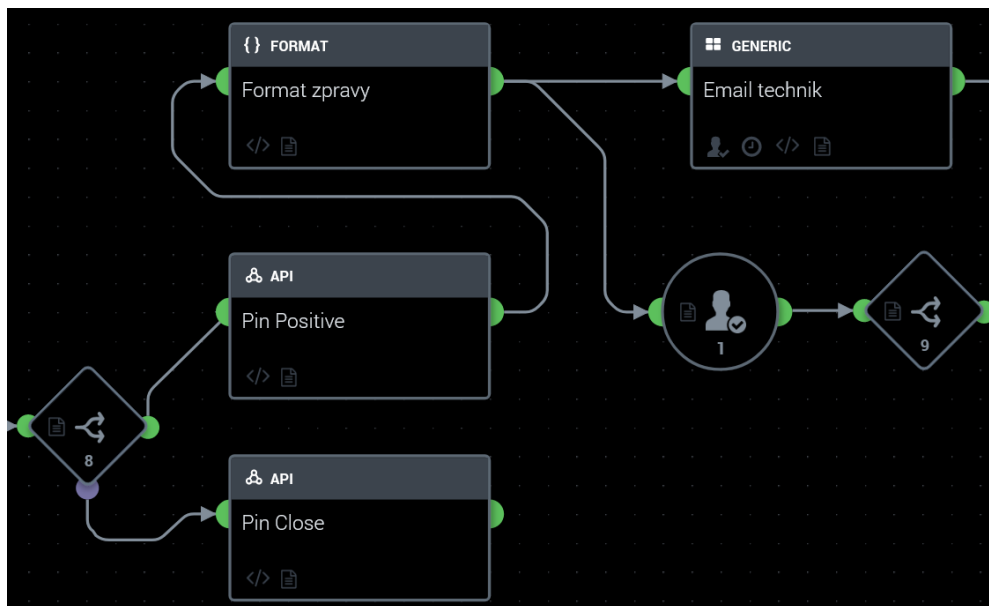 FORMAT
Format zpravy
GENERIC
Email technik
API
Pin Positive
1
9
8
API
Pin Close